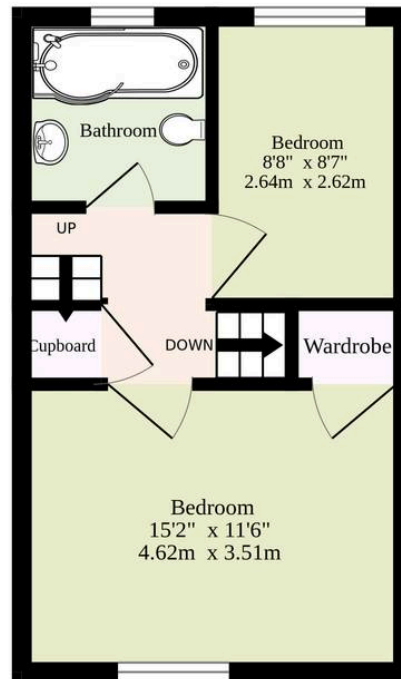 Bathroom
Bedroom
8'8" x 8'7"
2.64m x 2.62m
UP
Cupboard
DOWN
Wardrobe
Bedroom
15'2" x 11'6"
4.62m x 3.51m